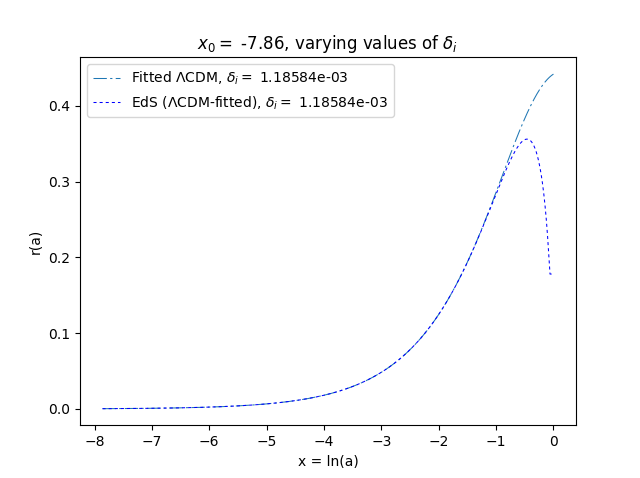 x₀ = -7.86, varying values of δᵢ
Fitted ΛCDM, δᵢ = 1.18584e-03
EdS (ΛCDM-fitted), δᵢ = 1.18584e-03
r(a)
0.4
0.3
0.2
0.1
0.0
−8 −7 −6 −5 −4 −3 −2 −1 0
x = ln(a)